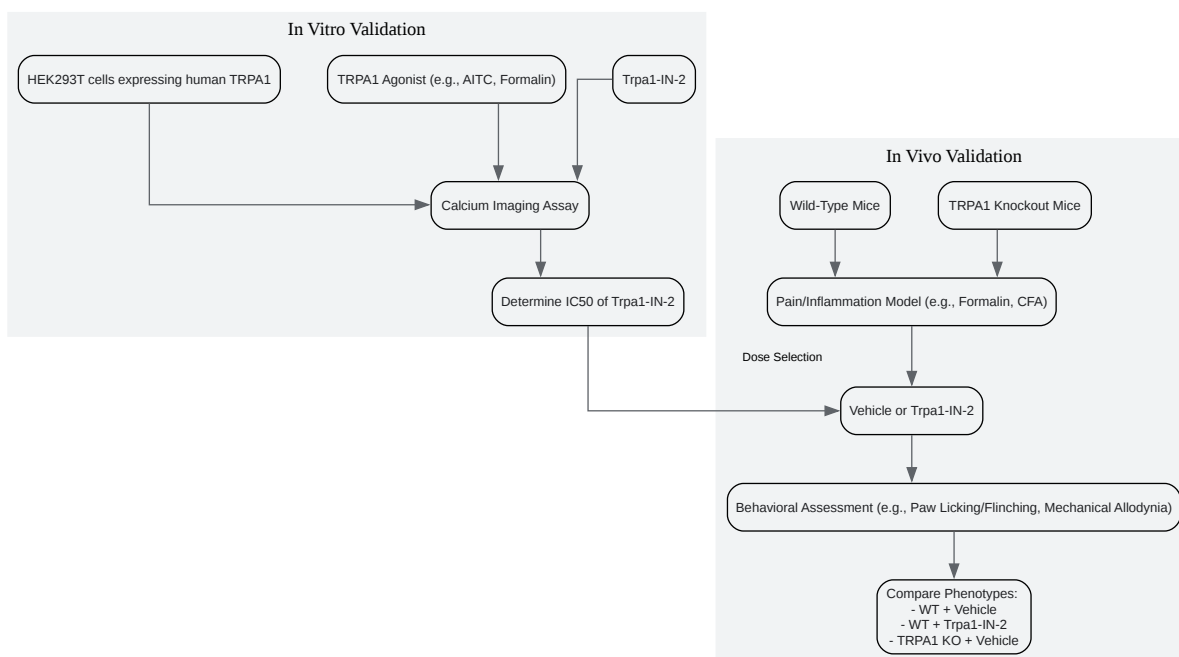 In Vitro Validation
HEK293T cells expressing human TRPA1
TRPA1 Agonist (e.g., AITC, Formalin)
Trpa1-IN-2
Calcium Imaging Assay
Determine IC50 of Trpa1-IN-2
In Vivo Validation
Wild-Type Mice
TRPA1 Knockout Mice
Pain/Inflammation Model (e.g., Formalin, CFA)
Dose Selection
Vehicle or Trpa1-IN-2
Behavioral Assessment (e.g., Paw Licking/Flinching, Mechanical Allodynia)
Compare Phenotypes:
- WT + Vehicle
- WT + Trpa1-IN-2
- TRPA1 KO + Vehicle